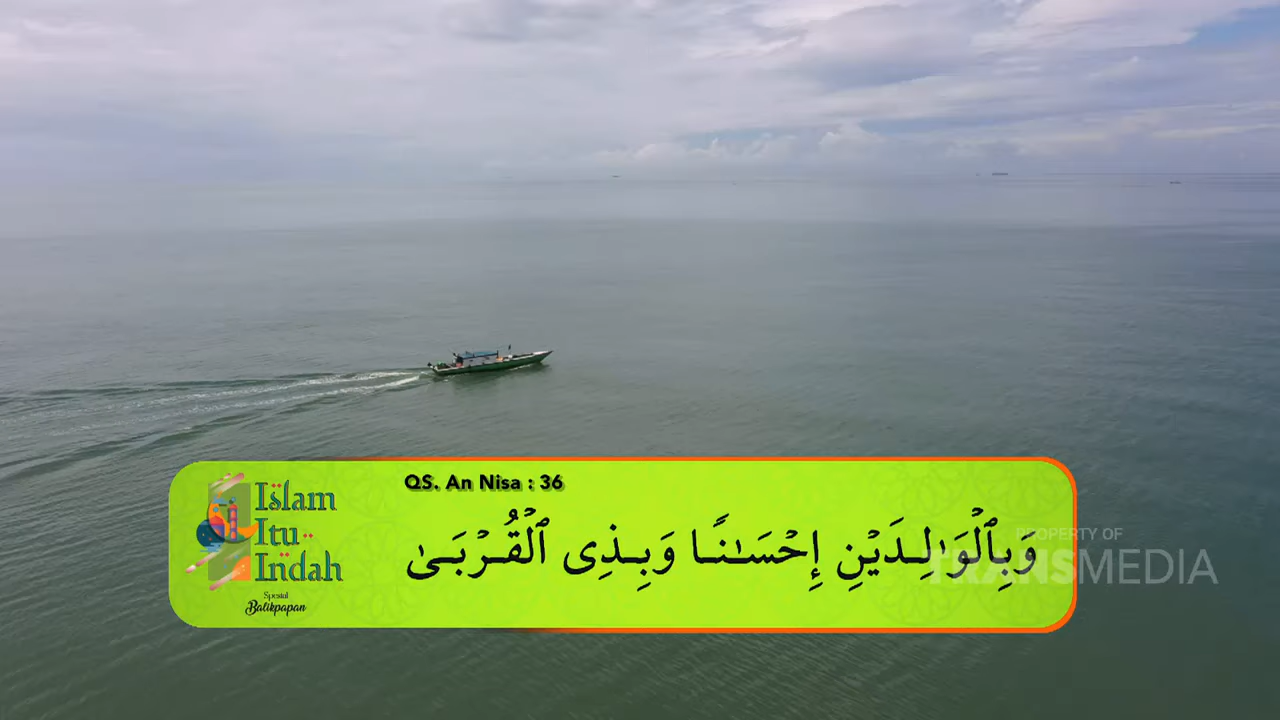 QS. An Nisa : 36
وَبِٱلْوَٰلِدَيْنِ إِحْسَـٰنًا وَبِذِى ٱلْقُرْبَىٰ
Islam
Itu
Indah
Spesial
Balikpapan
PROPERTY OF
TRANSMEDIA